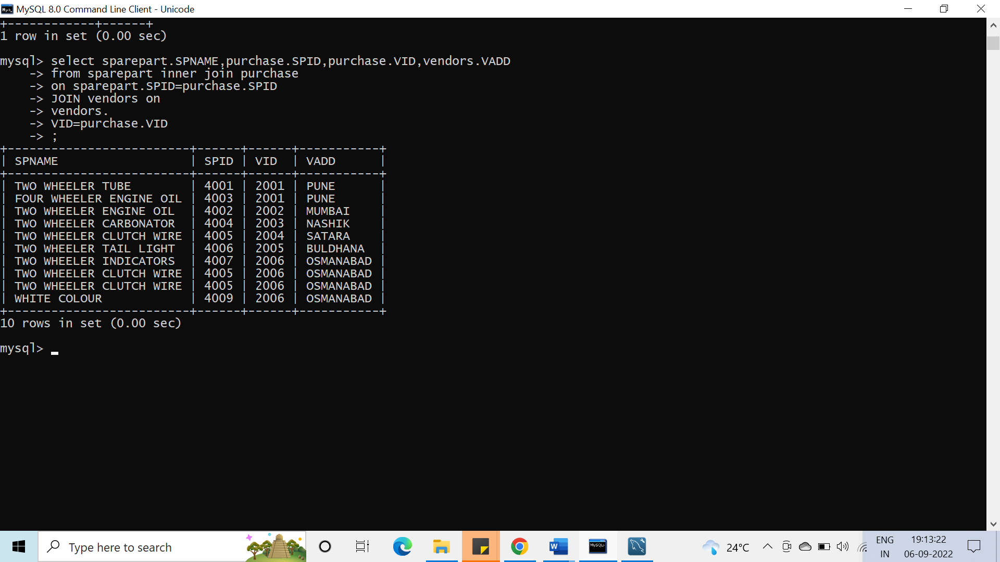 MySQL 8.0 Command Line Client - Unicode
+------------+------+
1 row in set (0.00 sec)
mysql> select sparepart.SPNAME,purchase.SPID,purchase.VID,vendors.VADD
    -> from sparepart inner join purchase
    -> on sparepart.SPID=purchase.SPID
    -> JOIN vendors on
    -> vendors.
    -> VID=purchase.VID
    -> ;
+-------------------------+------+------+-----------+
| SPNAME                  | SPID | VID  | VADD      |
+-------------------------+------+------+-----------+
| TWO WHEELER TUBE        | 4001 | 2001 | PUNE      |
| FOUR WHEELER ENGINE OIL | 4003 | 2001 | PUNE      |
| TWO WHEELER ENGINE OIL  | 4002 | 2002 | MUMBAI    |
| TWO WHEELER CARBONATOR  | 4004 | 2003 | NASHIK    |
| TWO WHEELER CLUTCH WIRE | 4005 | 2004 | SATARA    |
| TWO WHEELER TAIL LIGHT  | 4006 | 2005 | BULDHANA  |
| TWO WHEELER INDICATORS  | 4007 | 2006 | OSMANABAD |
| TWO WHEELER CLUTCH WIRE | 4005 | 2006 | OSMANABAD |
| TWO WHEELER CLUTCH WIRE | 4005 | 2006 | OSMANABAD |
| WHITE COLOUR            | 4009 | 2006 | OSMANABAD |
+-------------------------+------+------+-----------+
10 rows in set (0.00 sec)
mysql> _
Type here to search
W
MySQL>
24°C
ENG
IN
19:13:22
06-09-2022